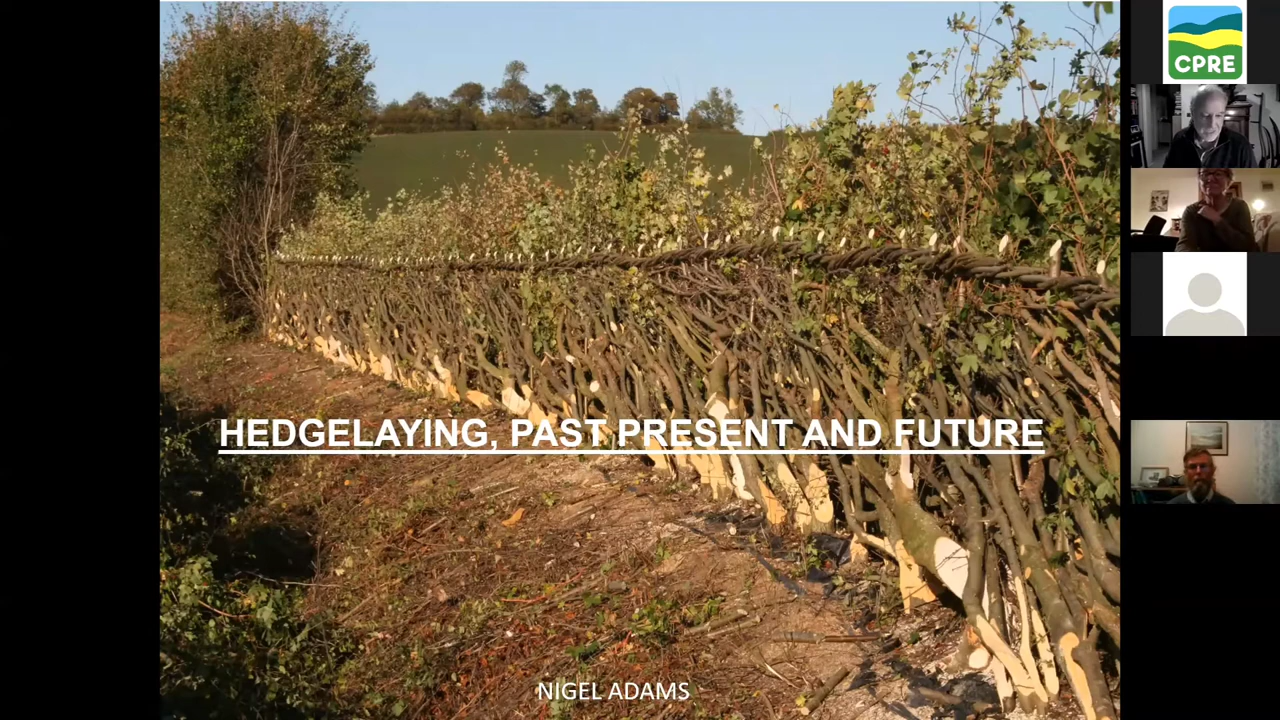 CPRE
HEDGELAYING, PAST PRESENT AND FUTURE
NIGEL ADAMS